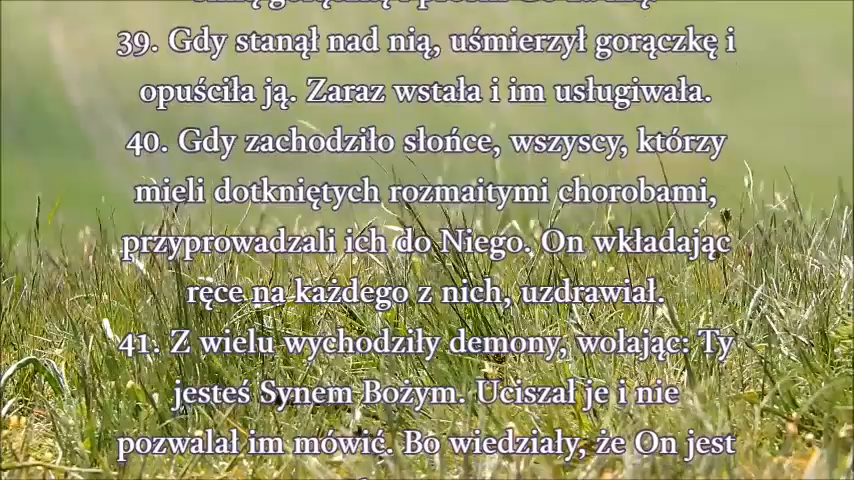 39. Gdy stanął nad nią, uśmierzył gorączkę i
opuściła ją. Zaraz wstała i im usługiwała.
40. Gdy zachodziło słońce, wszyscy, którzy
mieli dotkniętych rozmaitymi chorobami,
przyprowadzali ich do Niego. On wkładając
ręce na każdego z nich, uzdrawiał.
41. Z wielu wychodziły demony, wołając: Ty
jesteś Synem Bożym. Uciszał je i nie
pozwalał im mówić. Bo wiedziały, że On jest